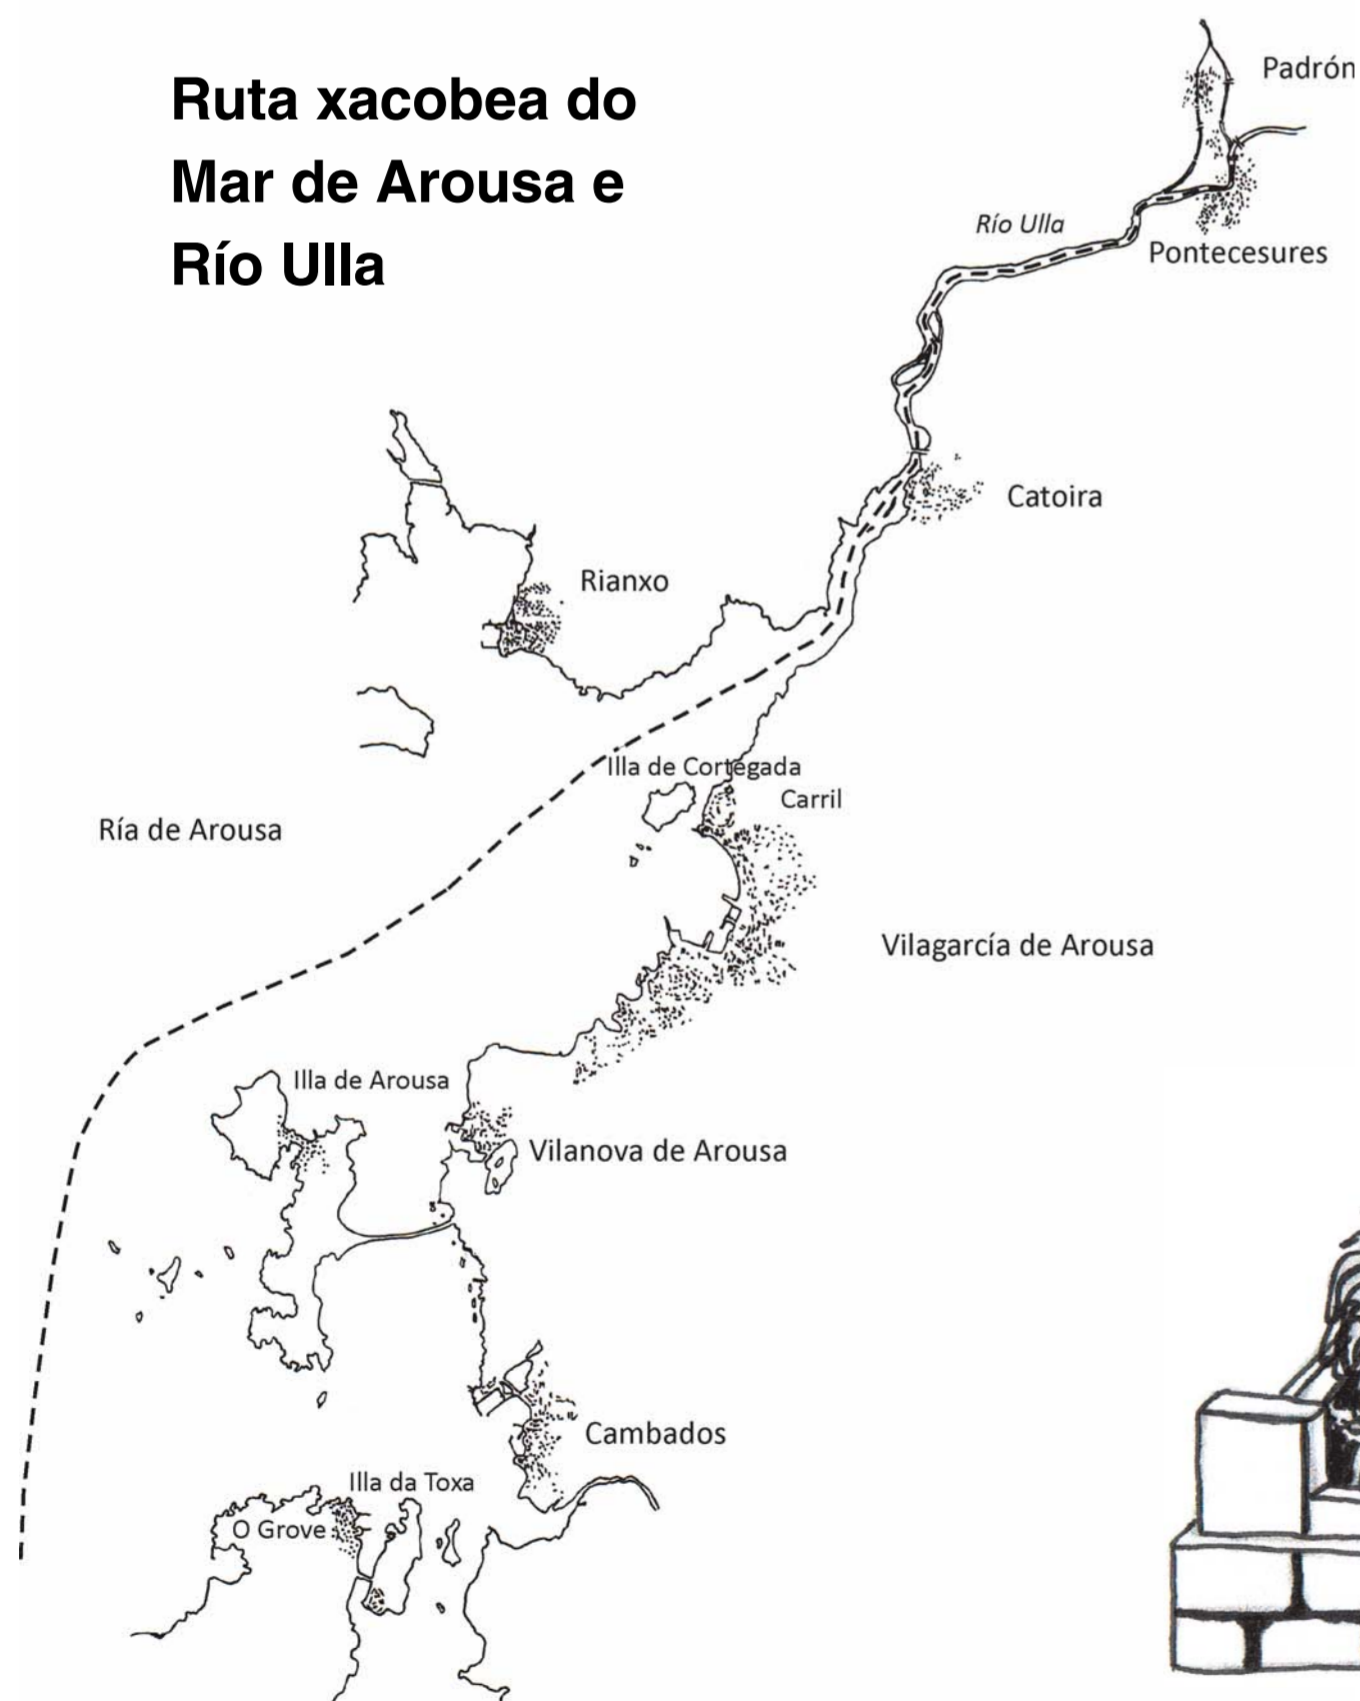 Ruta xacobea do
Mar de Arousa e
Río Ulla
Padrón
Río Ulla
Pontecesures
Catoira
Rianxo
Illa de Cortegada
Carril
Ría de Arousa
Vilagarcía de Arousa
Illa de Arousa
Vilanova de Arousa
Cambados
Illa da Toxa
O Grove